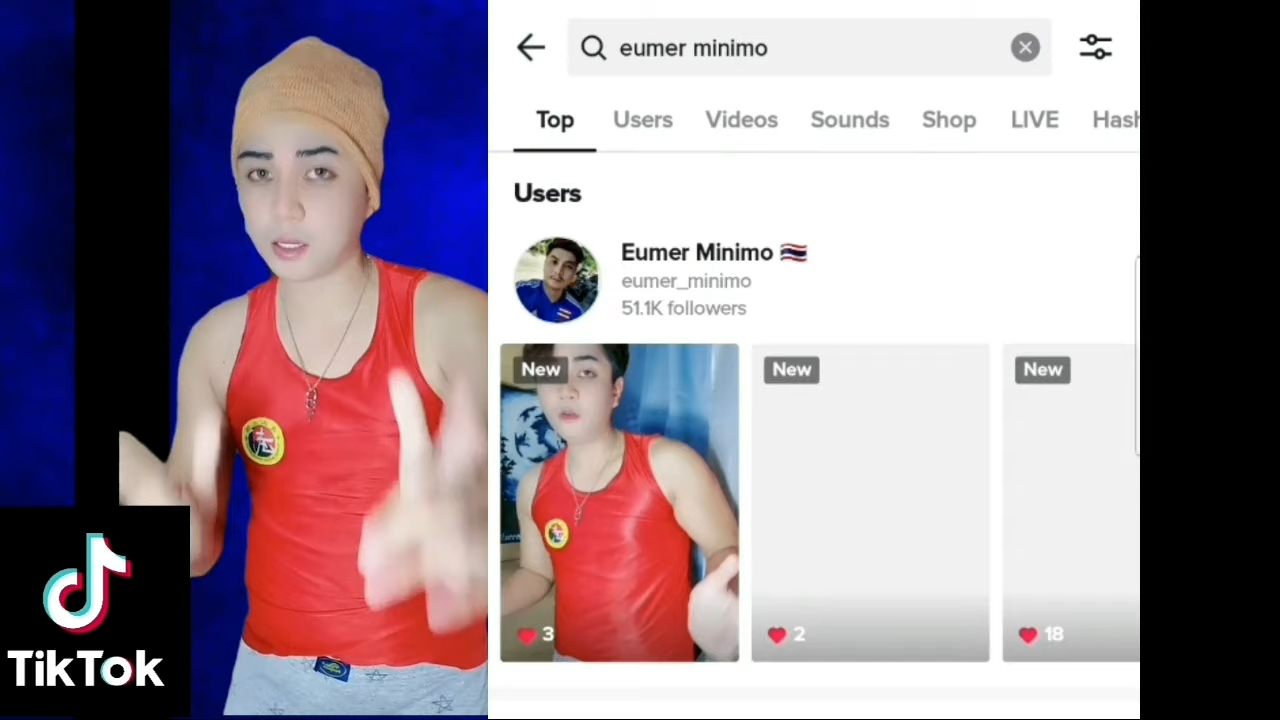 eumer minimo
Top Users Videos Sounds Shop LIVE Hash
Users
Eumer Minimo
eumer_minimo
51.1K followers
New New New
3 2 18
TikTok